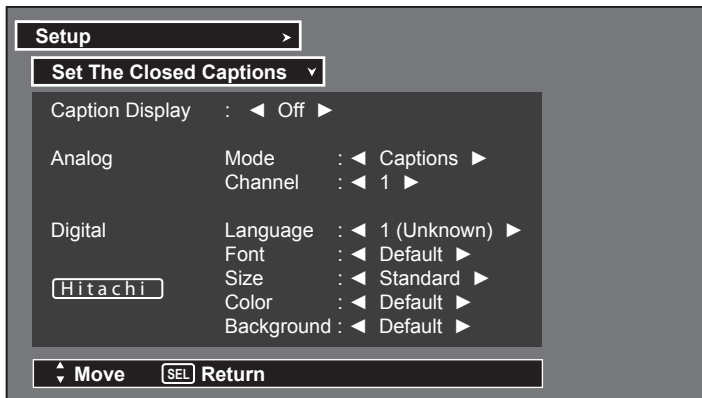 Setup
Set The Closed Captions
Caption Display : Off
Analog Mode : Captions
Channel : 1
Digital Language : 1 (Unknown)
Font : Default
Size : Standard
Hitachi
Color : Default
Background : Default
Move SEL Return